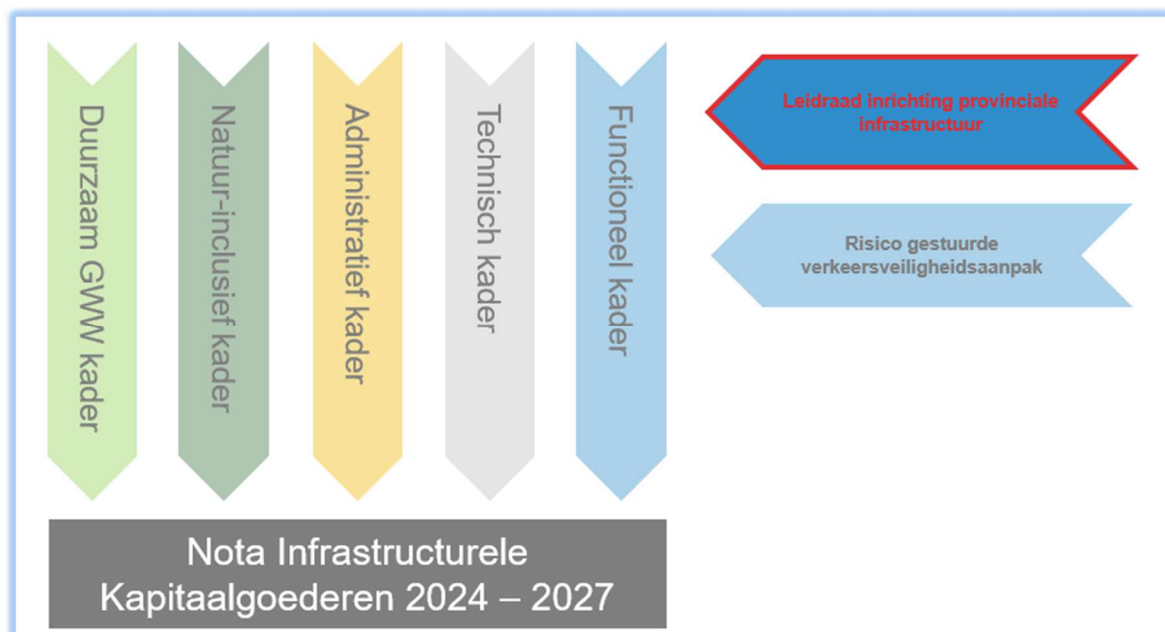 Duurzaam GWW kader
Natuur-inclusief kader
Administratief kader
Technisch kader
Functioneel kader
Leidraad inrichting provinciale
infrastructuur
Risico gestuurde
verkeersveiligheidsaanpak
Nota Infrastructurele
Kapitaalgoederen 2024 – 2027